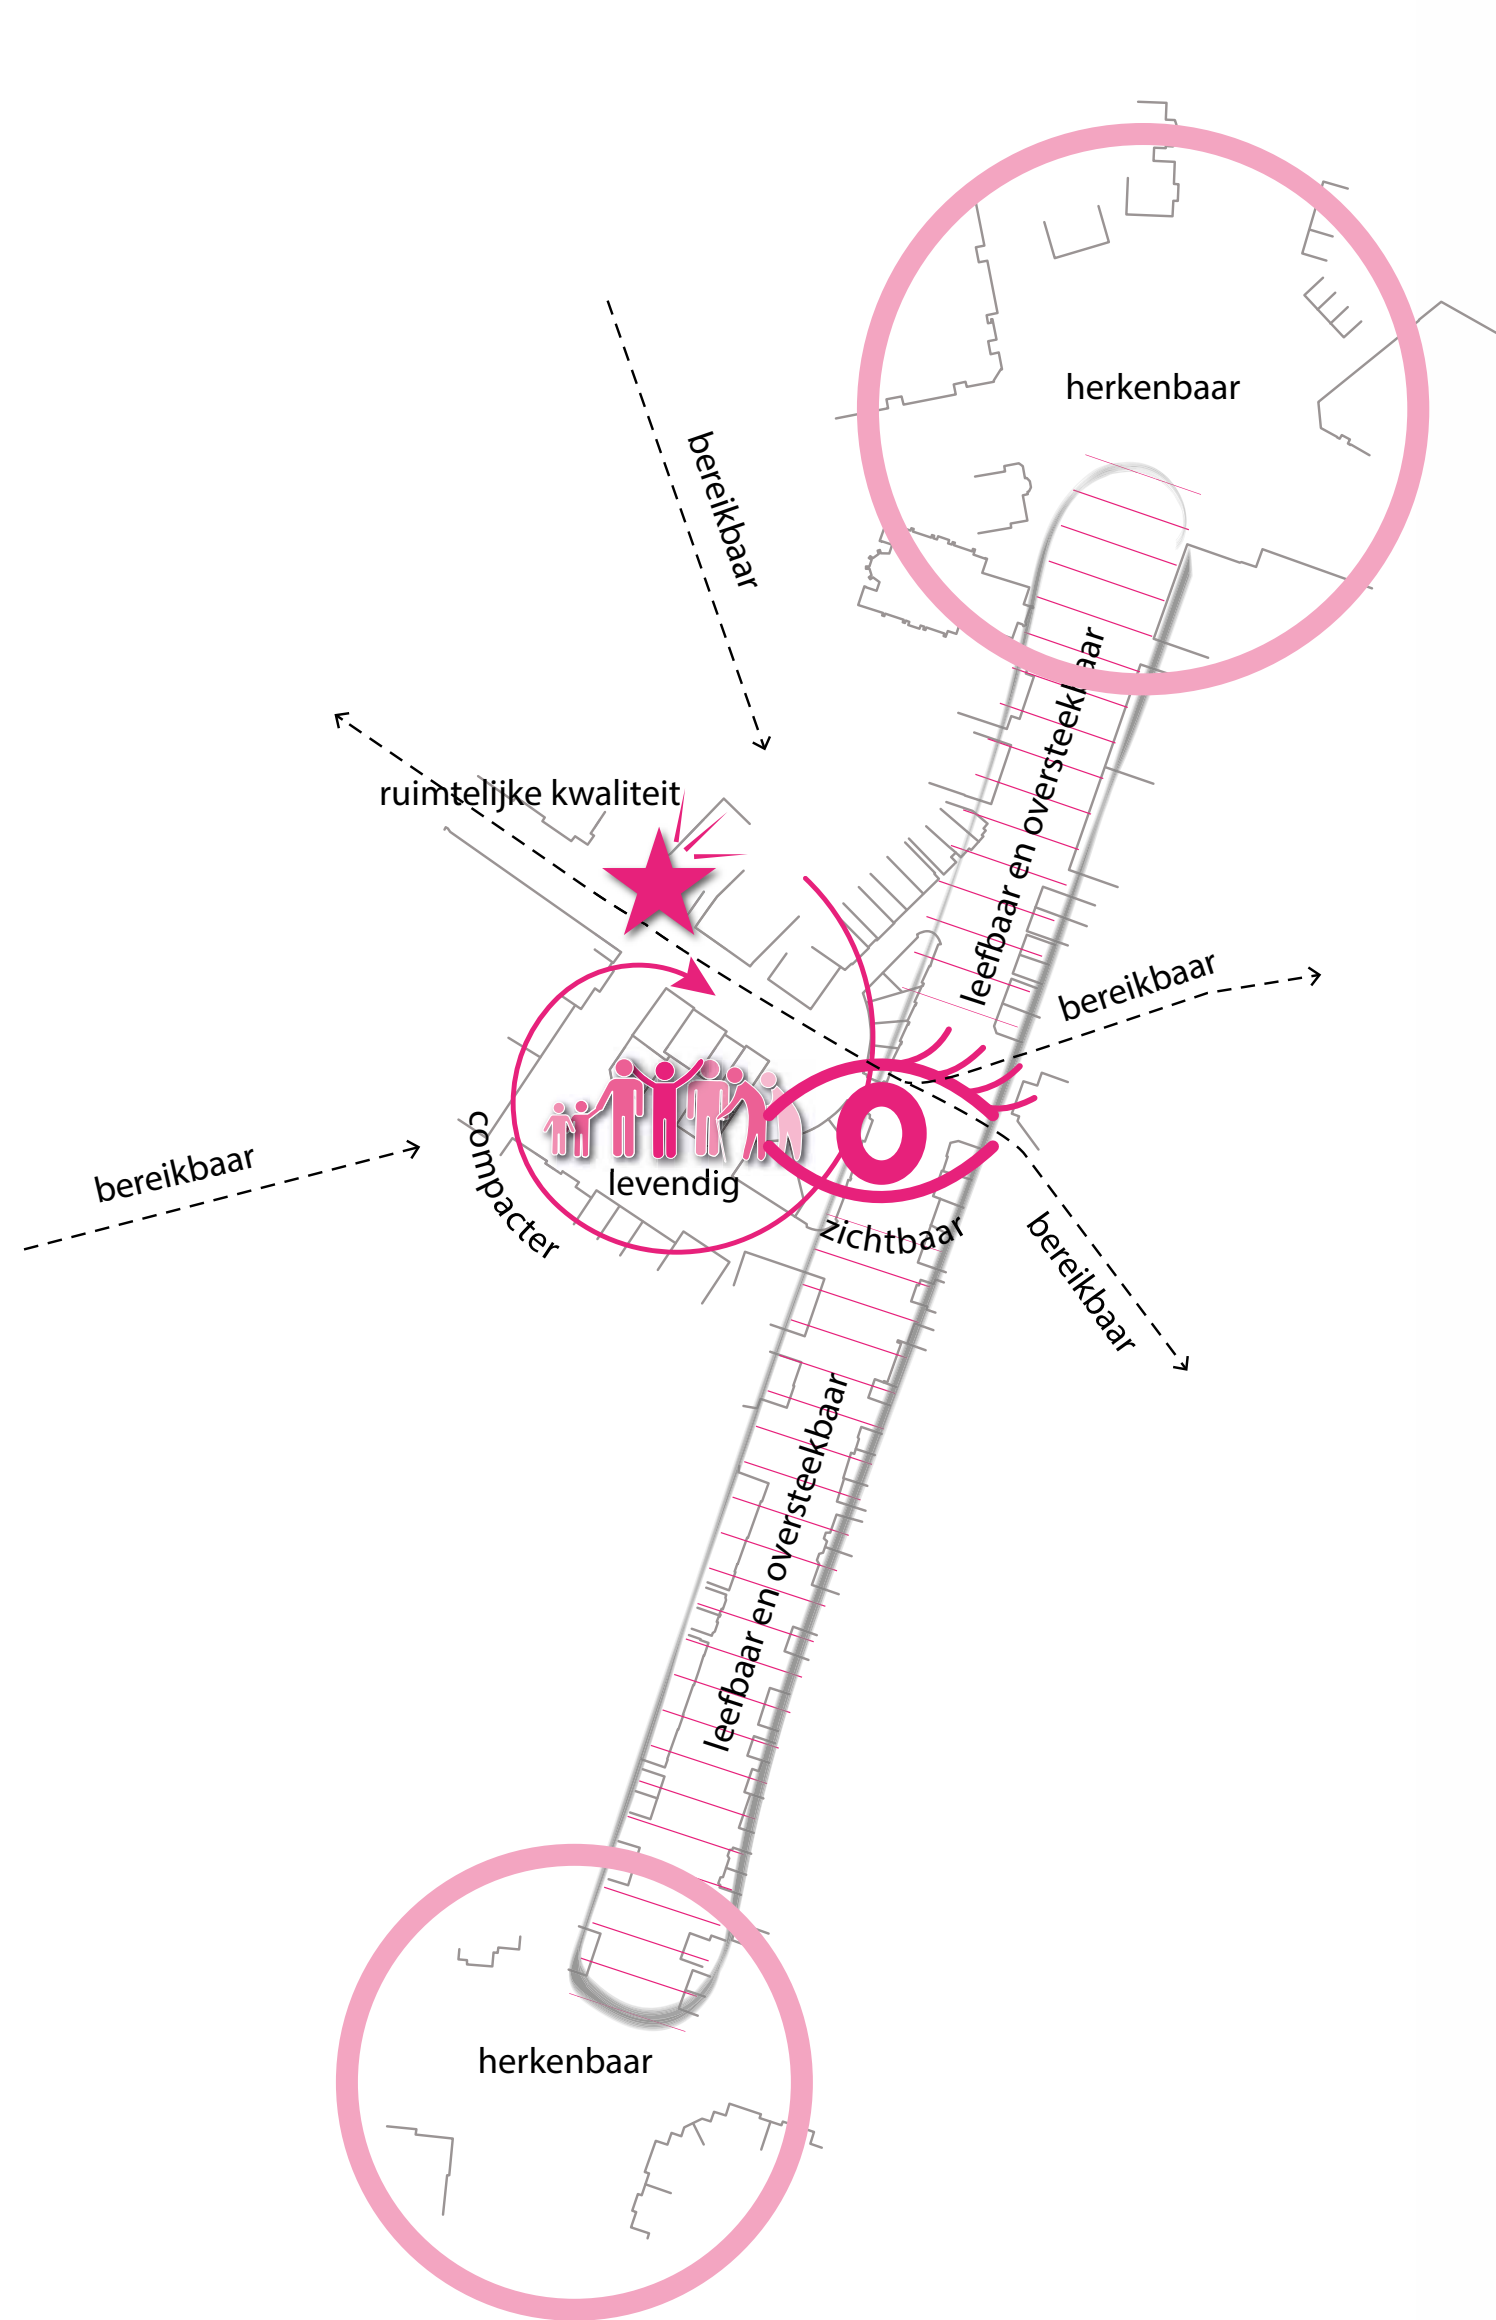 herkenbaar
bereikbaar
leefbaar en oversteekbaar
ruimtelijke kwaliteit
bereikbaar
bereikbaar
compacter
levendig
zichtbaar
bereikbaar
leefbaar en oversteekbaar
herkenbaar